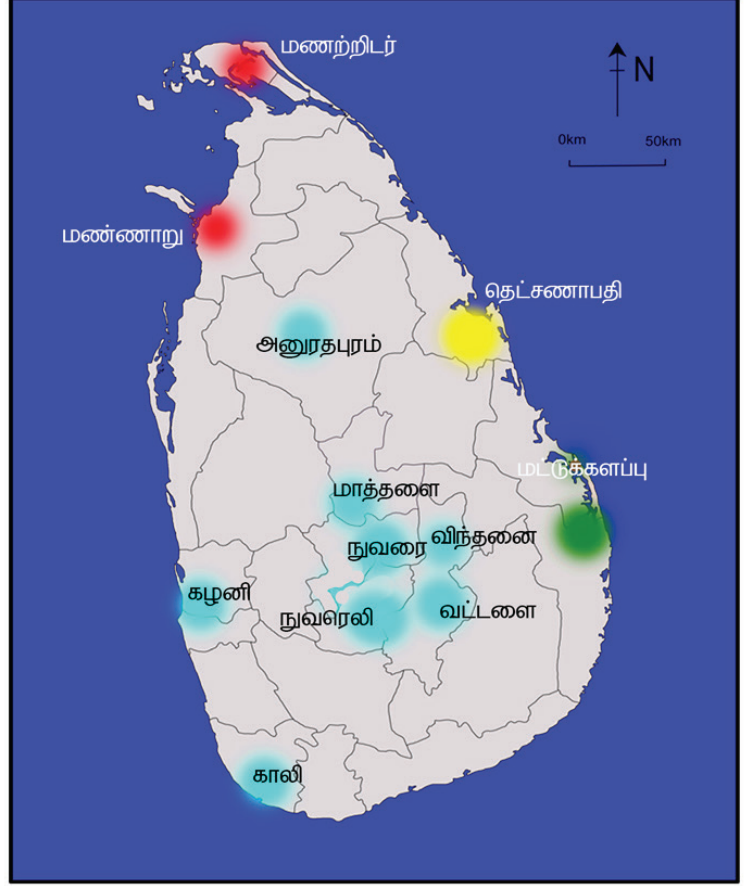 மணற்றிடர்
N
0km 50km
மண்ணாறு
தெட்சணாபதி
அனுரதபுரம்
மட்டுக்களப்பு
மாத்தளை
நுவரை
விந்தனை
கழனி
நுவரெலி
வட்டளை
காலி